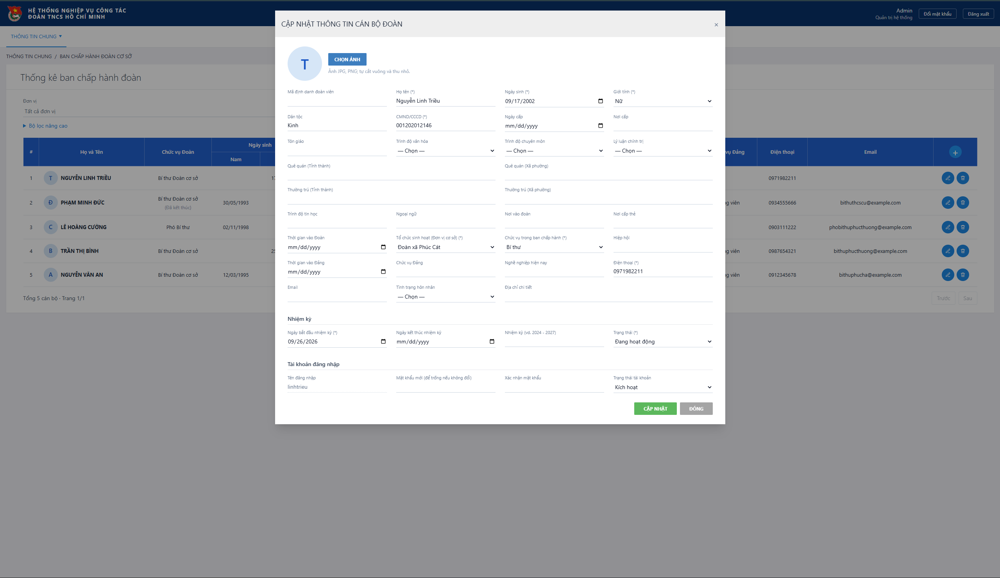 HỆ THỐNG NGHIỆP VỤ CÔNG TÁC
ĐOÀN TNCS HỒ CHÍ MINH
Admin
Quản trị hệ thống
Đổi mật khẩu
Đăng xuất
THÔNG TIN CHUNG
THÔNG TIN CHUNG / BAN CHẤP HÀNH ĐOÀN CƠ SỞ
Thống kê ban chấp hành đoàn
Đơn vị
Tất cả đơn vị
Bộ lọc nâng cao
# Họ và Tên Chức vụ Đoàn Ngày sinh vụ Đảng Điện thoại Email +
Nam
1 T NGUYỄN LINH TRIỀU Bí thư Đoàn cơ sở 17 0971982211
2 Đ PHẠM MINH ĐỨC Bí thư Đoàn cơ sở 30/05/1993 g viên 0934555666 bithuthcscu@example.com
(Đã kết thúc)
3 C LÊ HOÀNG CƯỜNG Phó Bí thư 02/11/1998 0903111222 phobithuphucthuong@example.com
4 B TRẦN THỊ BÌNH Bí thư Đoàn cơ sở 25 g viên 0987654321 bithuphucthuong@example.com
5 A NGUYỄN VĂN AN Bí thư Đoàn cơ sở 12/03/1995 g viên 0912345678 bithuphucha@example.com
Tổng 5 cán bộ · Trang 1/1
Trước Sau
CẬP NHẬT THÔNG TIN CÁN BỘ ĐOÀN ×
T
CHỌN ẢNH
Ảnh JPG, PNG; tự cắt vuông và thu nhỏ.
Mã định danh đoàn viên Họ tên (*) Ngày sinh (*) Giới tính (*)
Nguyễn Linh Triều 09/17/2002 Nữ
Dân tộc CMND/CCCD (*) Ngày cấp Nơi cấp
Kinh 001202012146 mm/dd/yyyy
Tôn giáo Trình độ văn hóa Trình độ chuyên môn Lý luận chính trị
— Chọn — — Chọn — — Chọn —
Quê quán (Tỉnh thành) Quê quán (Xã phường)
Thường trú (Tỉnh thành) Thường trú (Xã phường)
Trình độ tin học Ngoại ngữ Nơi vào đoàn Nơi cấp thẻ
Thời gian vào Đoàn Tổ chức sinh hoạt (Đơn vị cơ sở) (*) Chức vụ trong ban chấp hành (*) Hiệp hội
mm/dd/yyyy Đoàn xã Phúc Cát Bí thư
Thời gian vào Đảng Chức vụ Đảng Nghề nghiệp hiện nay Điện thoại (*)
mm/dd/yyyy 0971982211
Email Tình trạng hôn nhân Địa chỉ chi tiết
— Chọn —
Nhiệm kỳ
Ngày bắt đầu nhiệm kỳ (*) Ngày kết thúc nhiệm kỳ Nhiệm kỳ (vd. 2024 - 2027) Trạng thái (*)
09/26/2026 mm/dd/yyyy Đang hoạt động
Tài khoản đăng nhập
Tên đăng nhập Mật khẩu mới (để trống nếu không đổi) Xác nhận mật khẩu Trạng thái tài khoản
linhtrieu Kích hoạt
CẬP NHẬT ĐÓNG